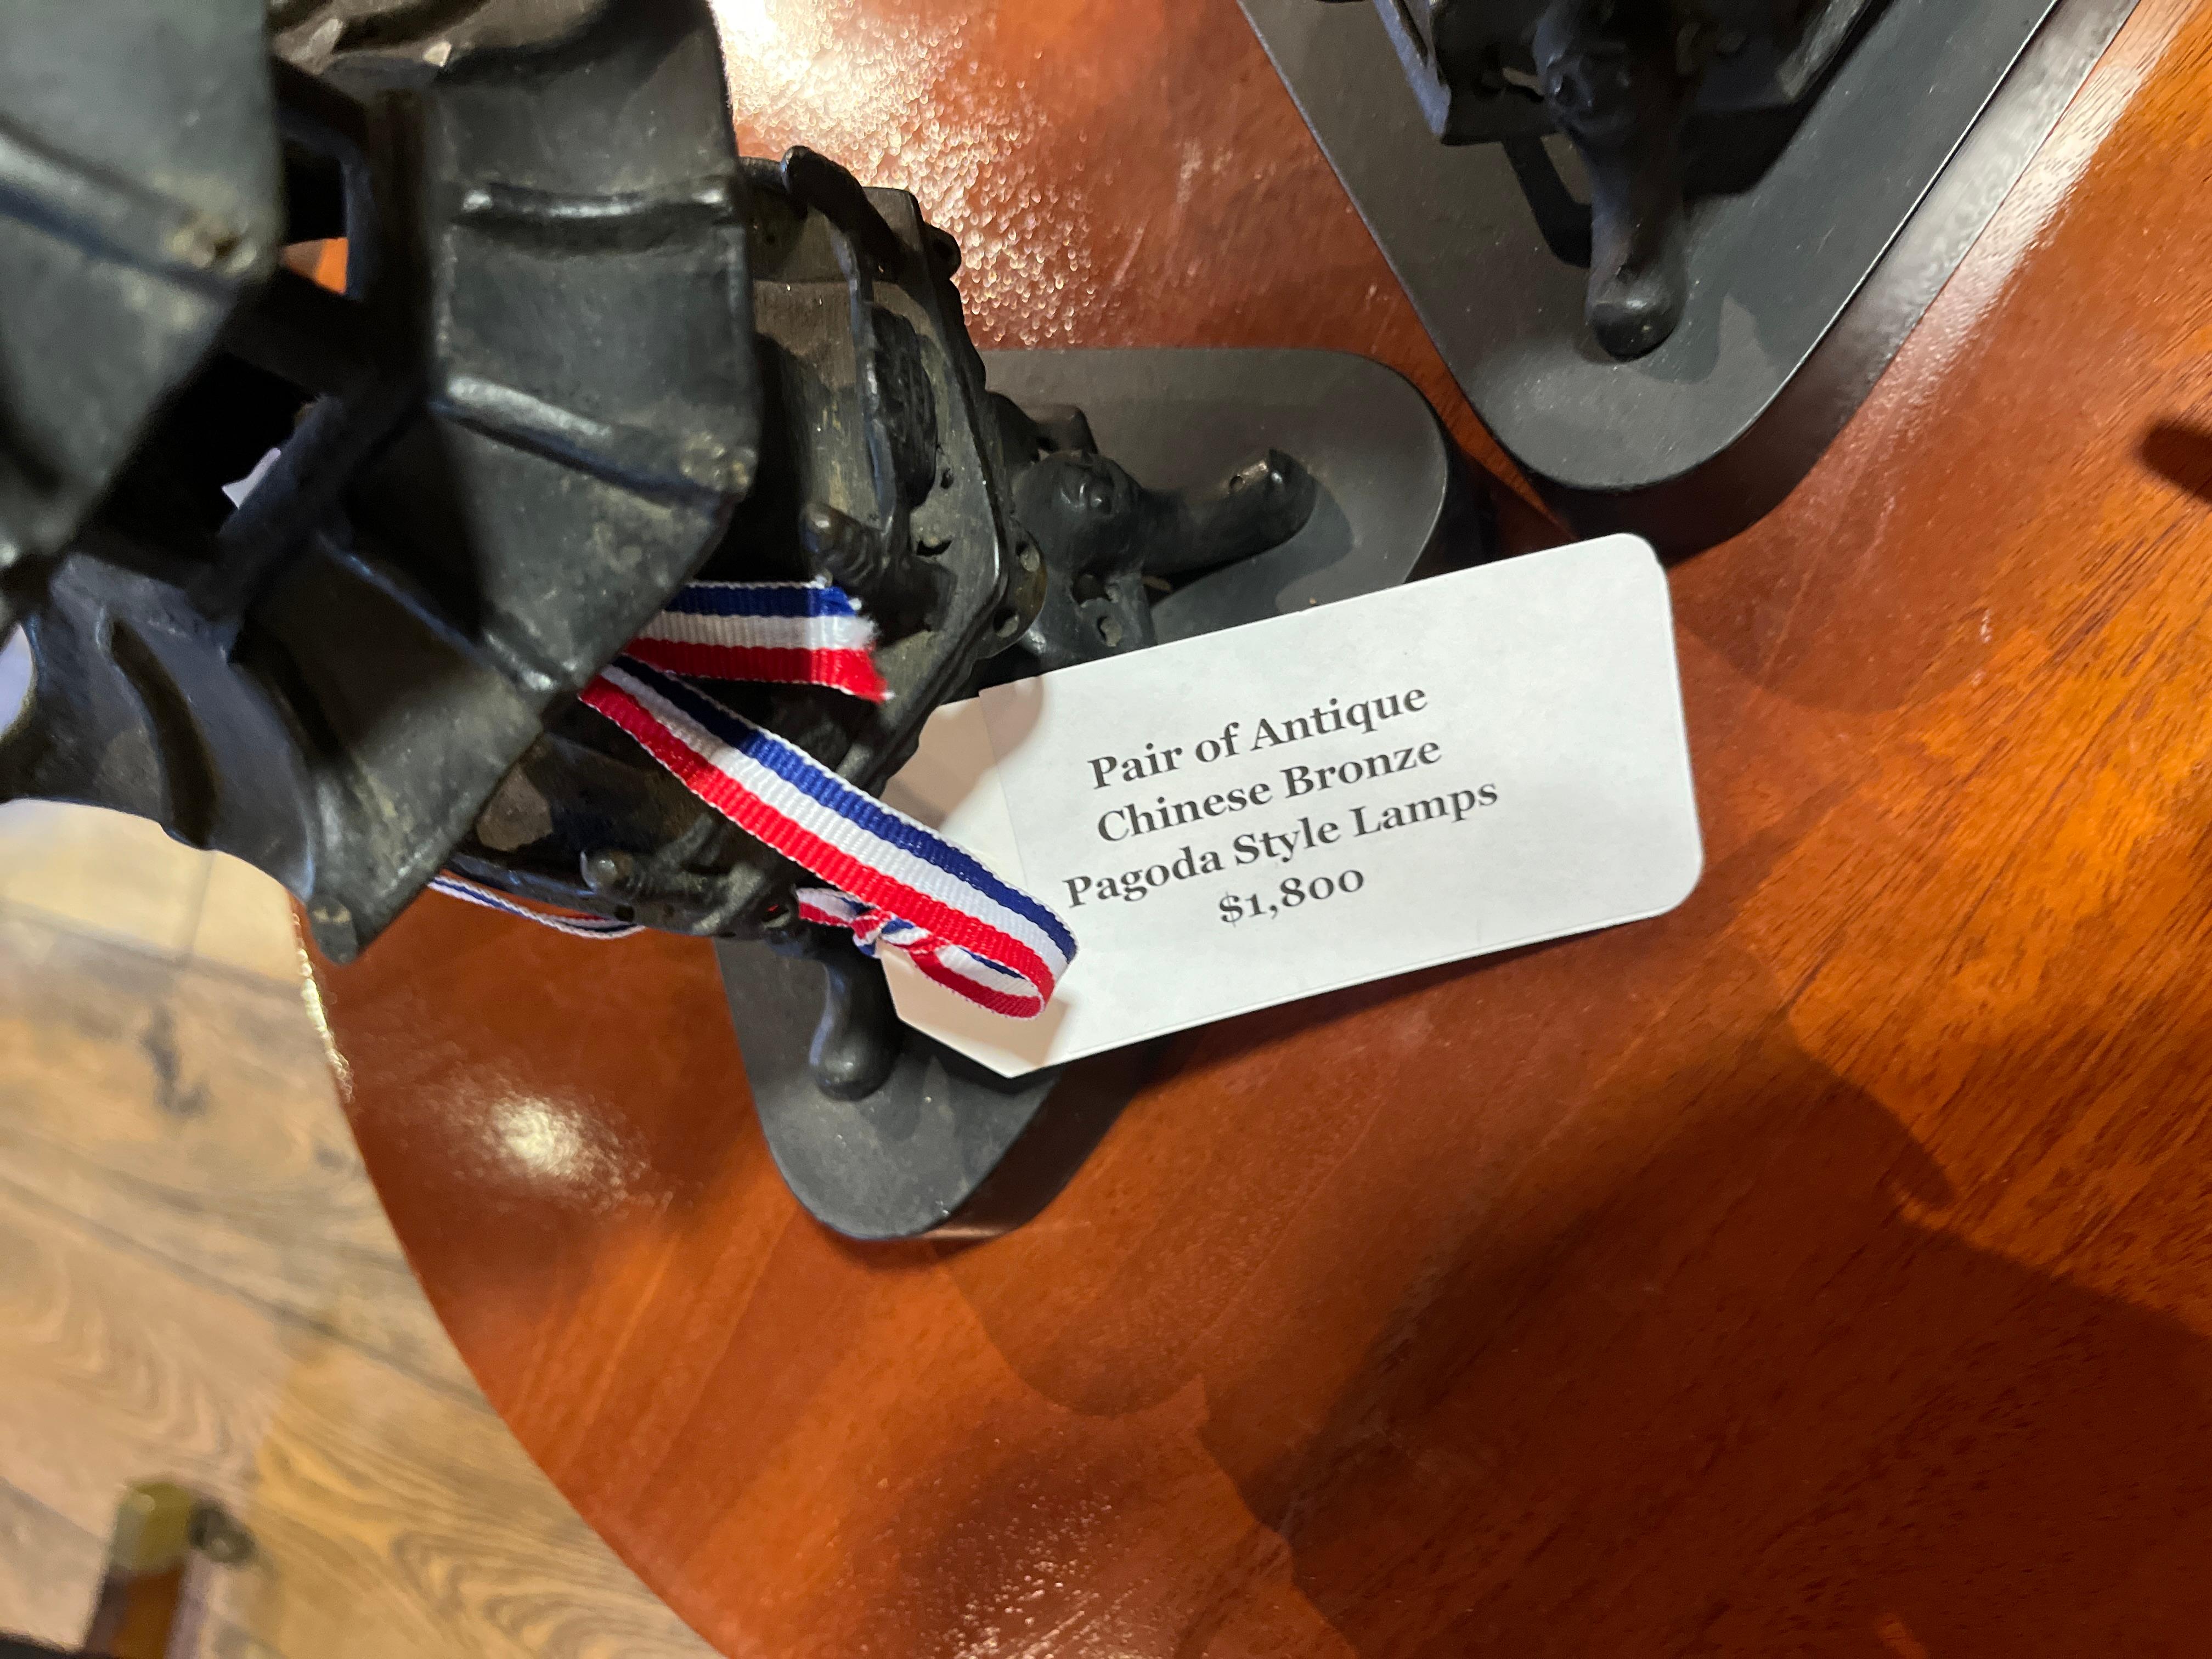 Pair of Antique
Chinese Bronze
Pagoda Style Lamps
$1,800